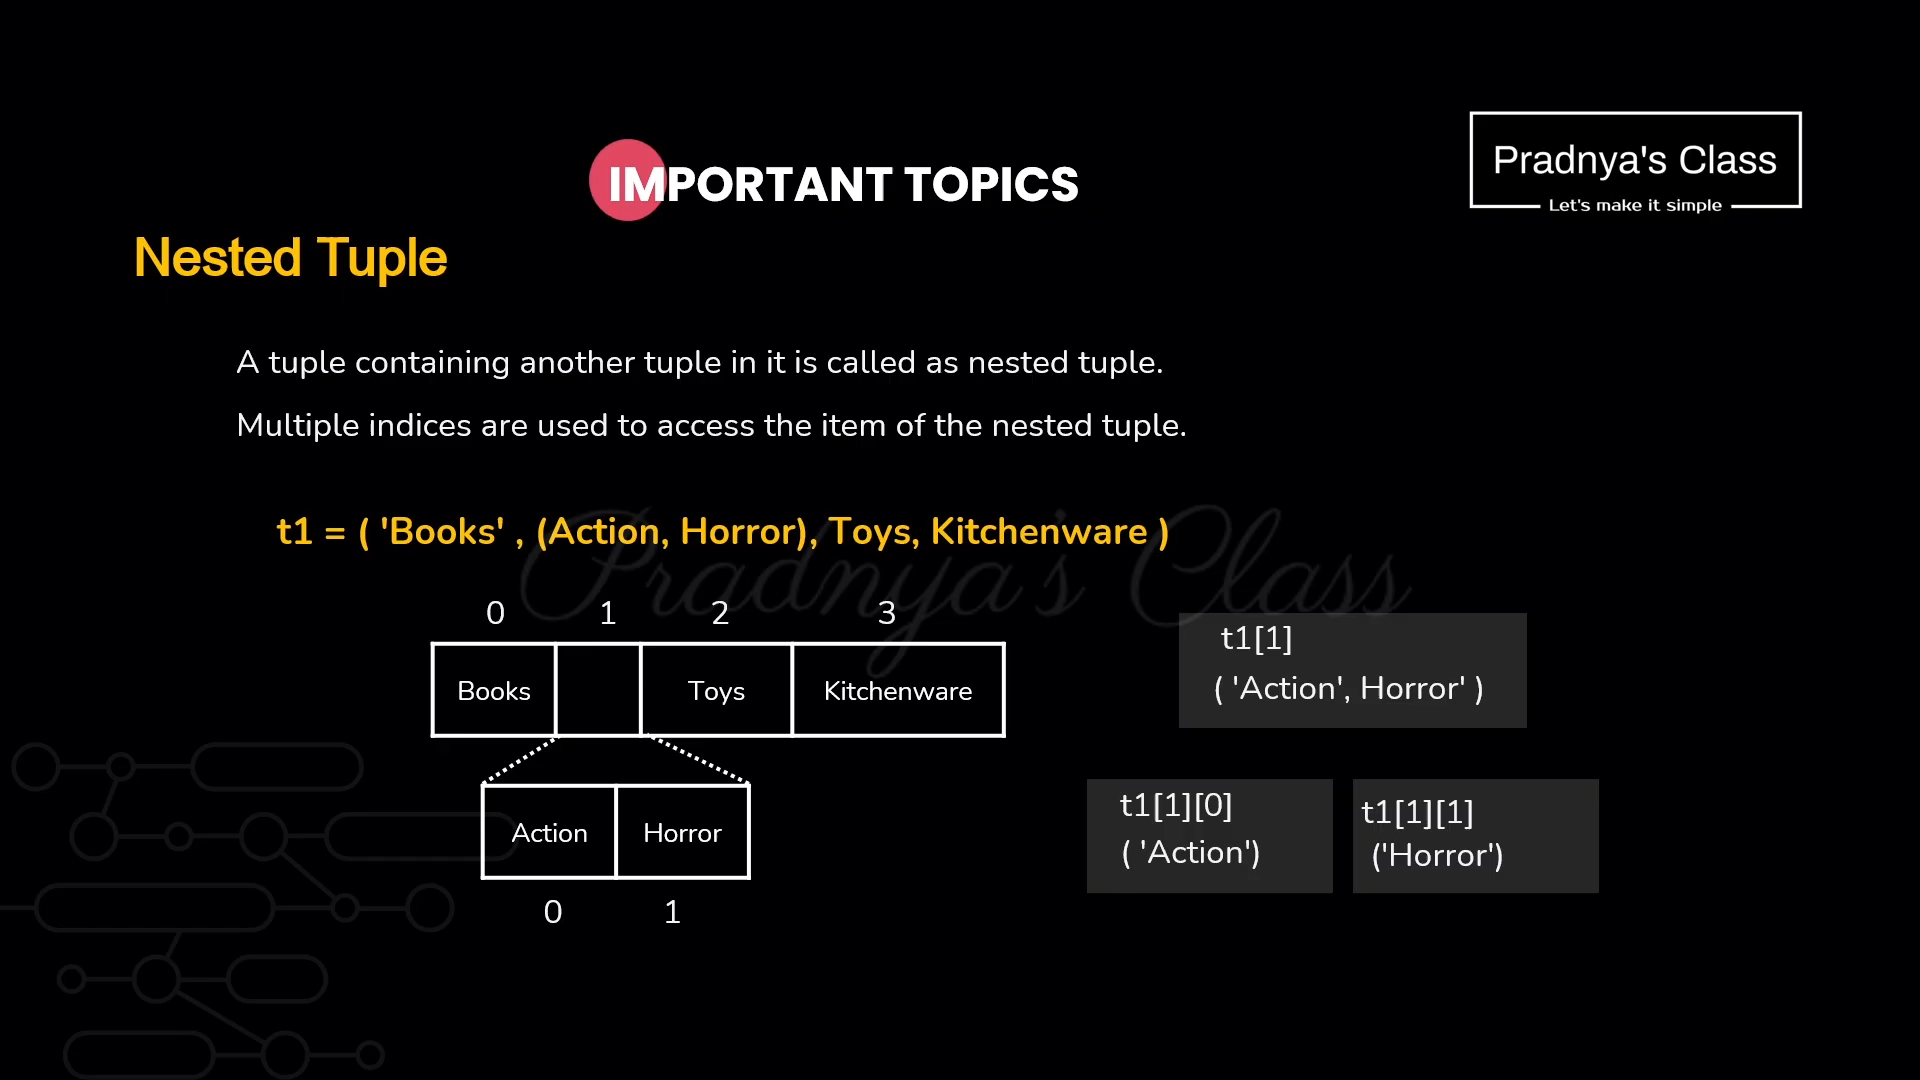 IMPORTANT TOPICS
Pradnya's Class
Let's make it simple
Nested Tuple
A tuple containing another tuple in it is called as nested tuple.
Multiple indices are used to access the item of the nested tuple.
t1 = ( 'Books' , (Action, Horror), Toys, Kitchenware )
Pradnya's Class
0 1 2 3
Books Toys Kitchenware
t1[1]
( 'Action', Horror' )
Action Horror
0 1
t1[1][0]
( 'Action')
t1[1][1]
('Horror')